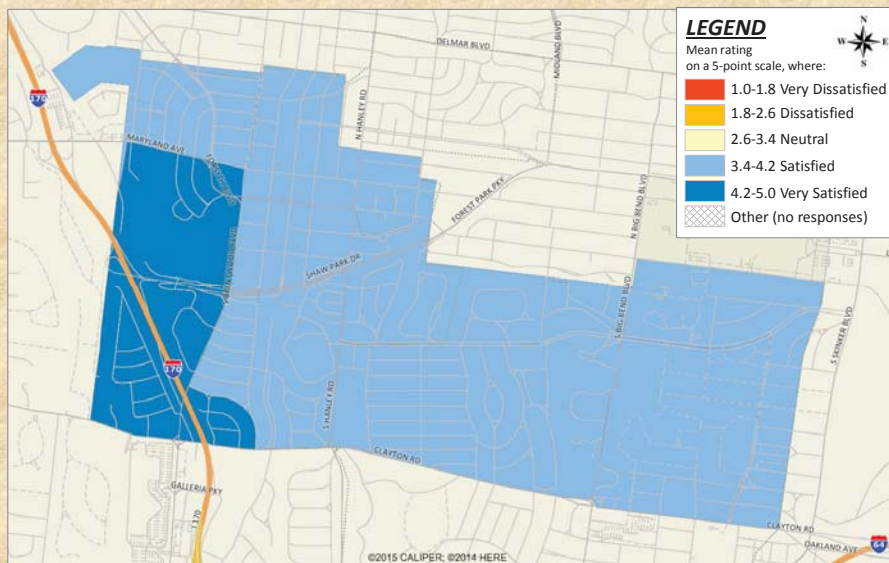 LEGEND
Mean rating
on a 5-point scale, where:
1.0-1.8 Very Dissatisfied
1.8-2.6 Dissatisfied
2.6-3.4 Neutral
3.4-4.2 Satisfied
4.2-5.0 Very Satisfied
Other (no responses)
N
W E
S
DELMAR BLVD
MIDLAND BLVD
170
N HANLEY RD
MARYLAND AVE
FOREST PARK PKY
N BIG BEND BLVD
SHAW PARK DR
S BIG BEND BLVD
S SKINKER BLVD
170
S HANLEY RD
CLAYTON RD
GALLERIA PKY
I 170
CLAYTON RD
OAKLAND AVE
64
©2015 CALIPER; ©2014 HERE